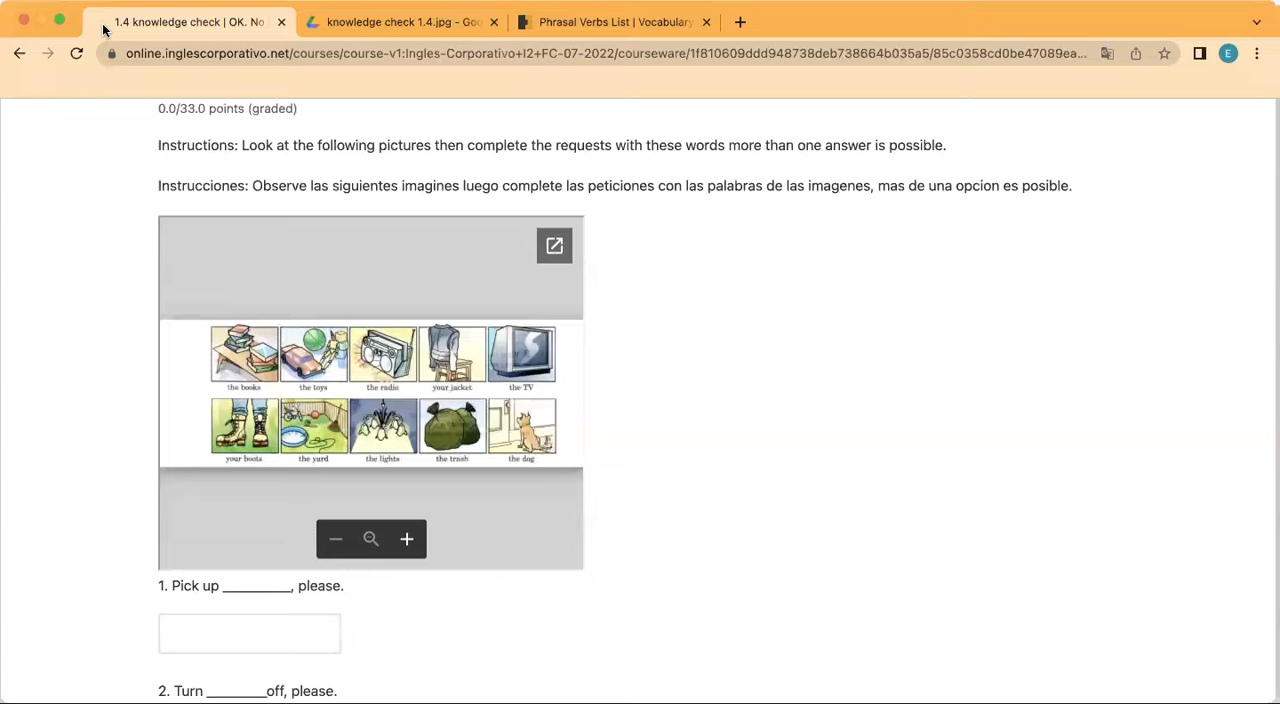 1.4 knowledge check | OK. No
knowledge check 1.4.jpg - Goo
Phrasal Verbs List | Vocabulary
online.inglescorporativo.net/courses/course-v1:Ingles-Corporativo+I2+FC-07-2022/courseware/1f810609ddd948738deb738664b035a5/85c0358cd0be47089ea...
E
0.0/33.0 points (graded)
Instructions: Look at the following pictures then complete the requests with these words more than one answer is possible.
Instrucciones: Observe las siguientes imagines luego complete las peticiones con las palabras de las imagenes, mas de una opcion es posible.
the books the toys the radio your jacket the TV
your boots the yard the lights the trash the dog
1. Pick up _________, please.
2. Turn ________off, please.